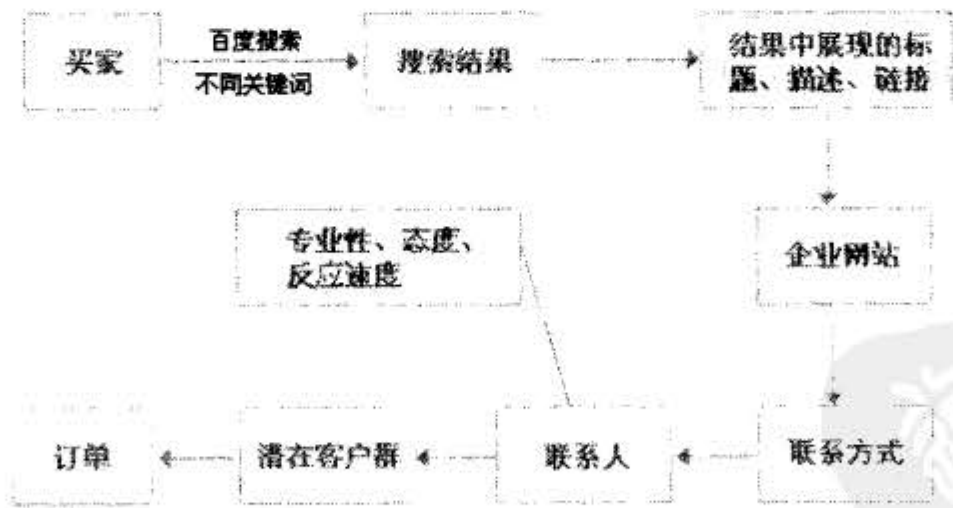 买家
百度搜索
不同关键词
搜索结果
结果中展现的标
题、描述、链接
专业性、态度、
反应速度
企业网站
订单
潜在客户群
联系人
联系方式